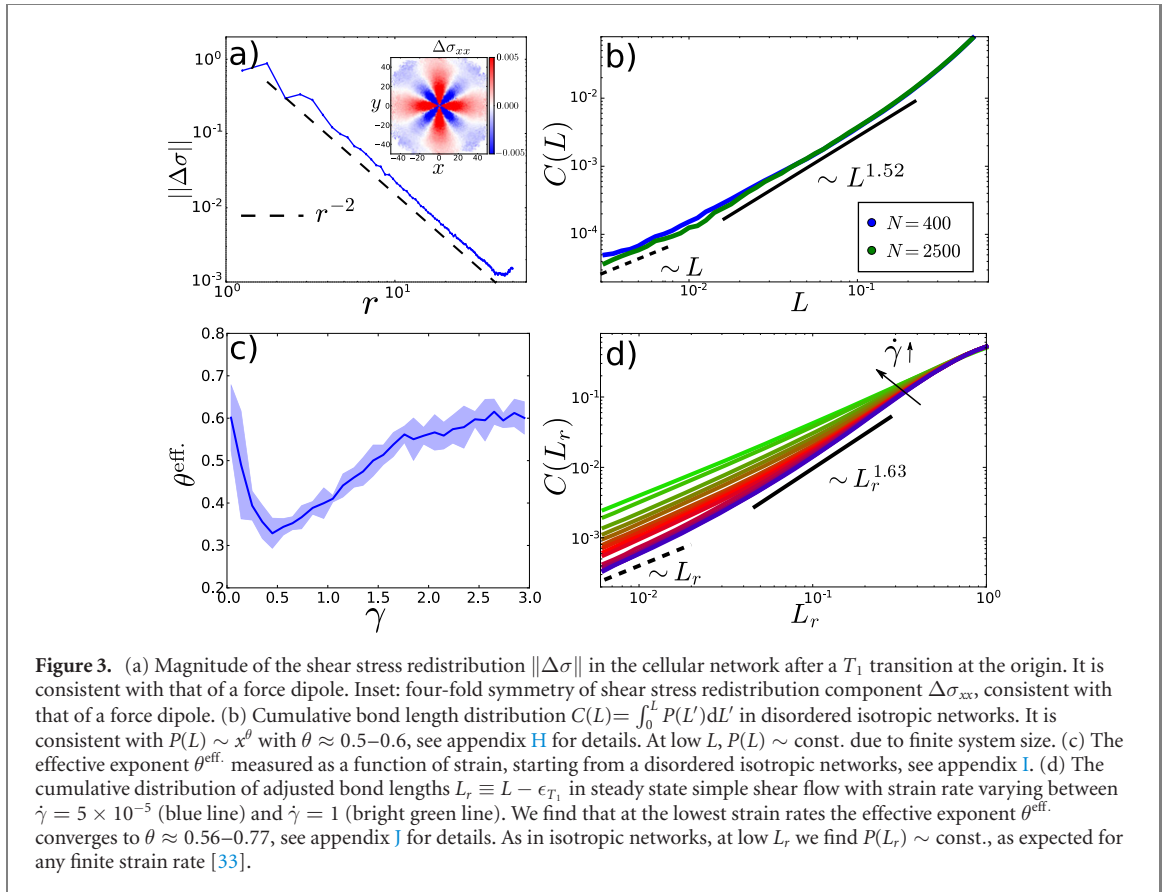 a)
10^0
10^-1
10^-2
10^-3
||Δσ||
r^-2
10^0
10^1
r
Δσ_xx
40
20
0
−20
−40
y
−40
−20
0
20
40
x
0.005
0.000
−0.005
b)
10^-2
10^-3
10^-4
C(L)
∼ L^1.52
N = 400
N = 2500
∼ L
10^-2
10^-1
L
c)
0.7
0.6
0.5
0.4
0.3
0.2
θ^eff.
0.0
0.5
1.0
1.5
2.0
2.5
3.0
γ
d)
γ̇ ↑
10^-1
10^-2
10^-3
C(L_r)
∼ L_r^1.63
∼ L_r
10^-2
10^-1
10^0
L_r
Figure 3. (a) Magnitude of the shear stress redistribution ‖Δσ‖ in the cellular network after a T_1 transition at the origin. It is
consistent with that of a force dipole. Inset: four-fold symmetry of shear stress redistribution component Δσ_xx, consistent with
that of a force dipole. (b) Cumulative bond length distribution C(L)= ∫_0^L P(L′)dL′ in disordered isotropic networks. It is
consistent with P(L) ∼ x^θ with θ ≈ 0.5–0.6, see appendix H for details. At low L, P(L) ∼ const. due to finite system size. (c) The
effective exponent θ^eff. measured as a function of strain, starting from a disordered isotropic networks, see appendix I. (d) The
cumulative distribution of adjusted bond lengths L_r ≡ L − ϵ_T_1 in steady state simple shear flow with strain rate varying between
γ̇ = 5 × 10^-5 (blue line) and γ̇ = 1 (bright green line). We find that at the lowest strain rates the effective exponent θ^eff.
converges to θ ≈ 0.56–0.77, see appendix J for details. As in isotropic networks, at low L_r we find P(L_r) ∼ const., as expected for
any finite strain rate [33].